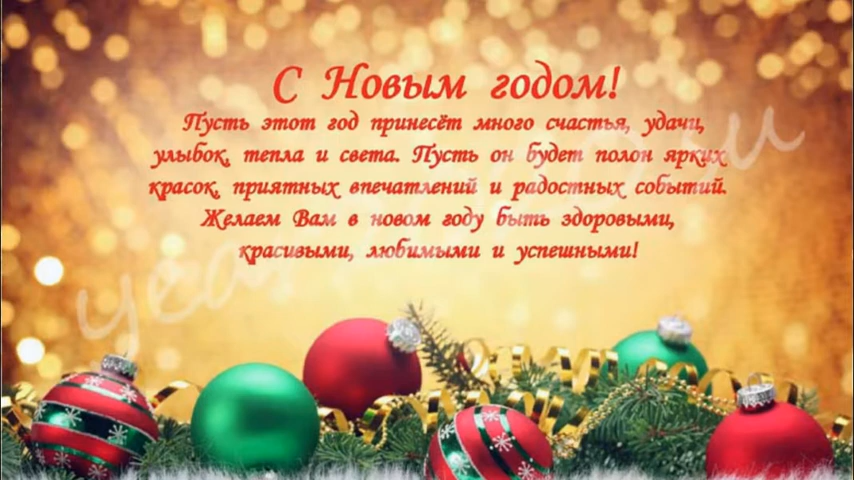 С Новым годом!
Пусть этот год принесёт много счастья, удачи,
улыбок, тепла и света. Пусть он будет полон ярких
красок, приятных впечатлений и радостных событий.
Желаем Вам в новом году быть здоровыми,
красивыми, любимыми и успешными!